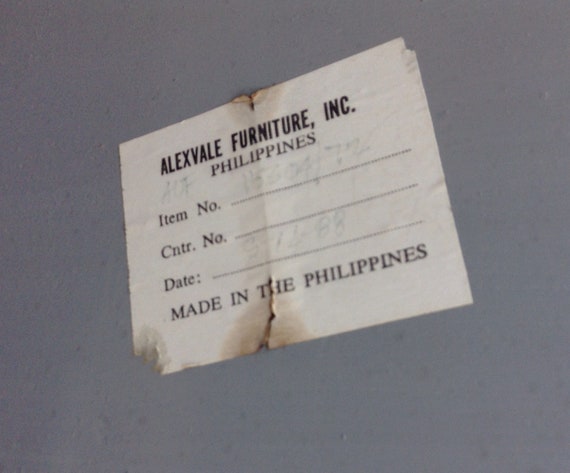 ALEXVALE FURNITURE, INC.
PHILIPPINES
Item No.
Cntr. No.
Date:
MADE IN THE PHILIPPINES